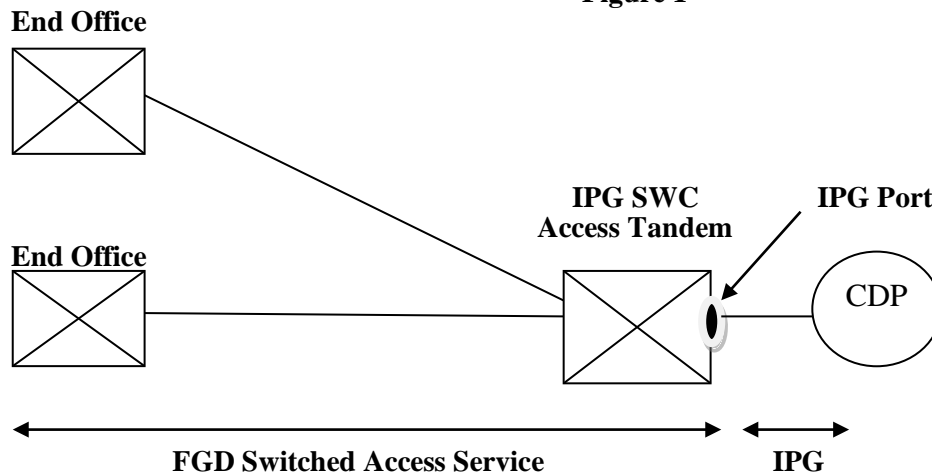 Figure 1
End Office
IPG SWC
Access Tandem
IPG Port
End Office
CDP
FGD Switched Access Service
IPG